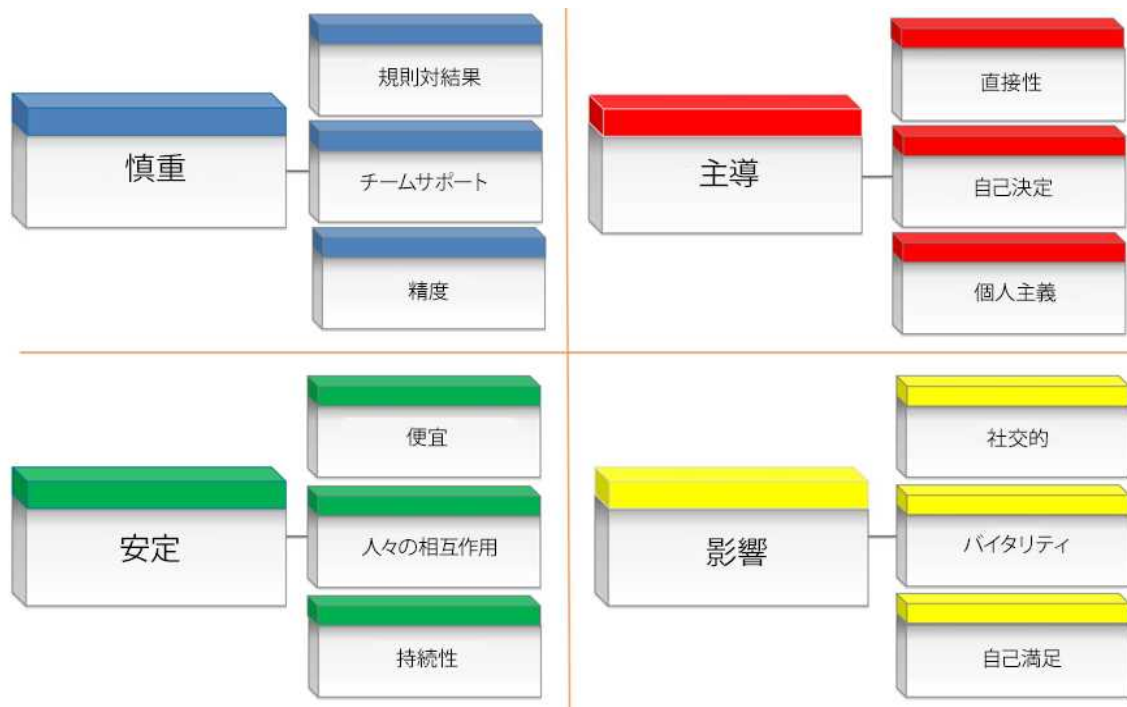 慎重
規則対結果
チームサポート
精度
主導
直接性
自己決定
個人主義
安定
便宜
人々の相互作用
持続性
影響
社交的
バイタリティ
自己満足